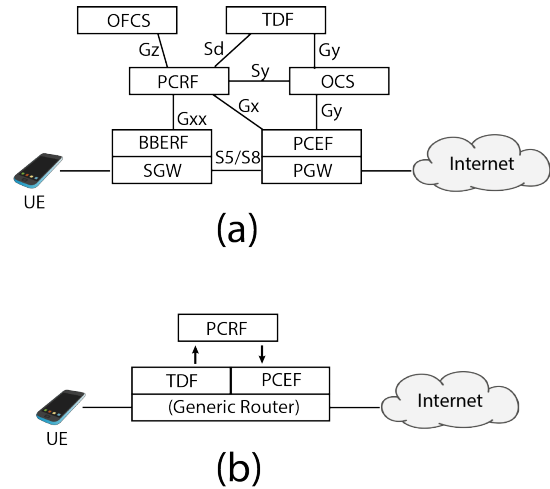 OFCS
TDF
Gz
Sd
Gy
PCRF
Sy
OCS
Gxx
Gx
Gy
BBERF
PCEF
SGW
S5/S8
PGW
Internet
UE
(a)
PCRF
TDF
PCEF
(Generic Router)
Internet
UE
(b)